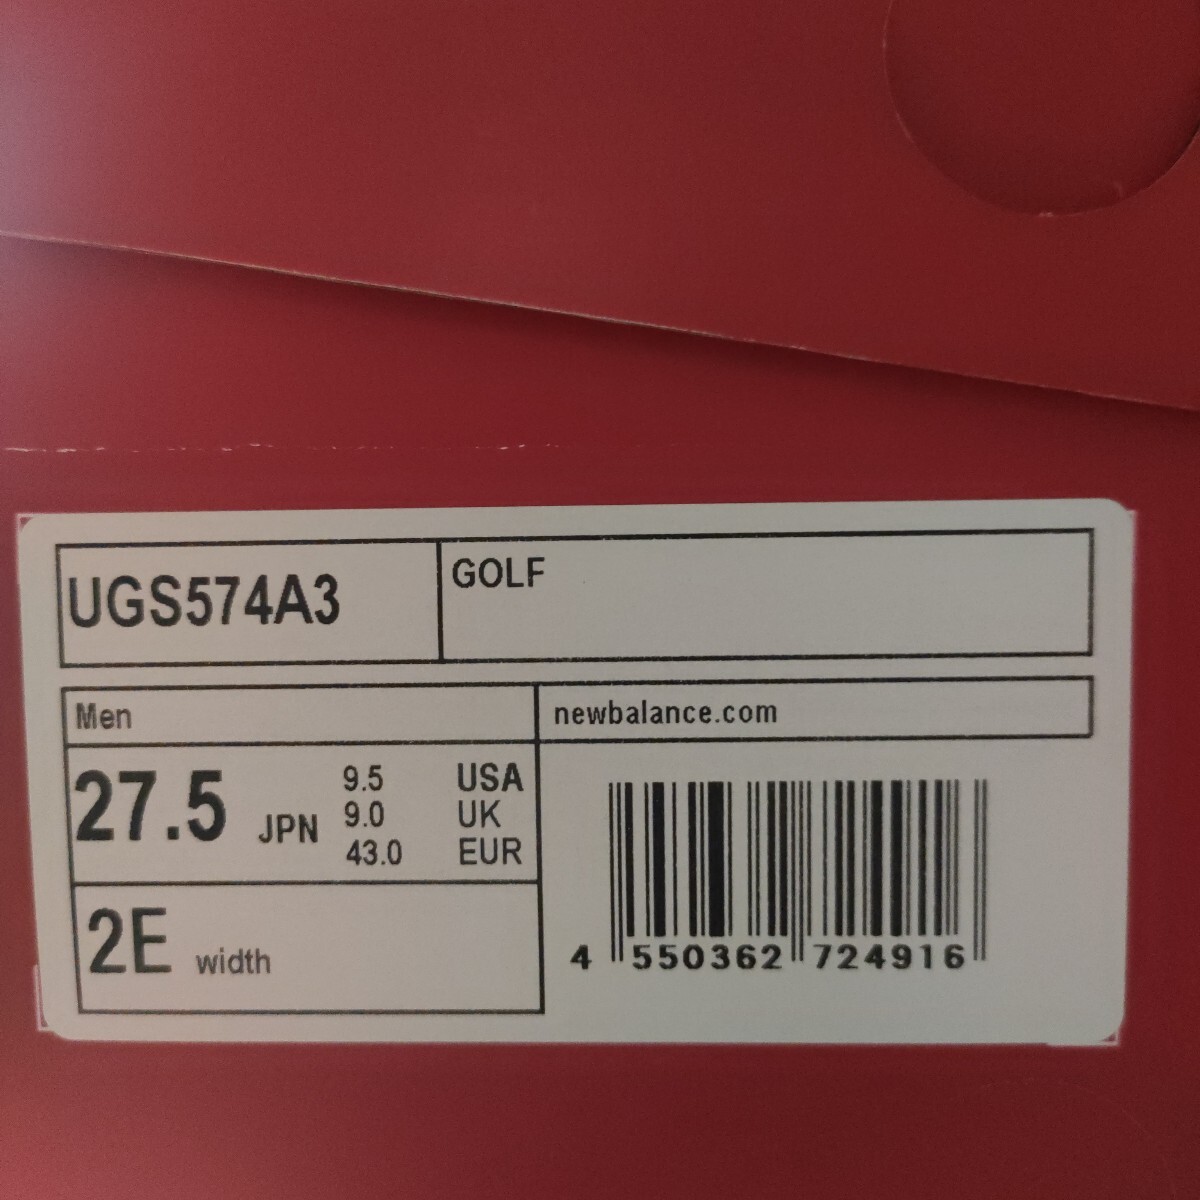 UGS574A3
GOLF
Men
newbalance.com
27.5 JPN
9.5 USA
9.0 UK
43.0 EUR
2E width
4 550362 724916